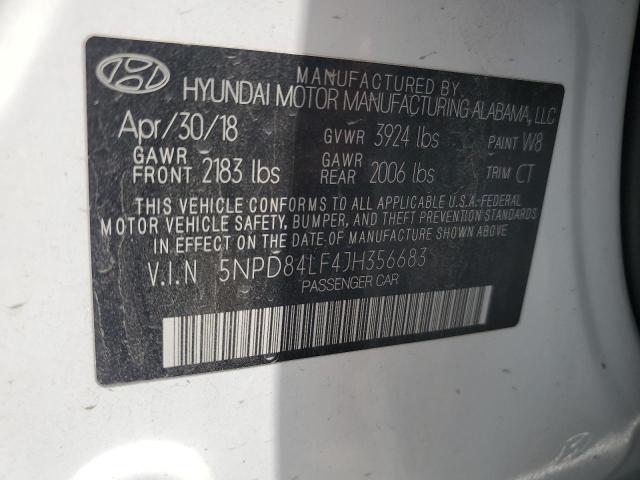 MANUFACTURED BY
HYUNDAI MOTOR MANUFACTURING ALABAMA, LLC
Apr/30/18 GVWR 3924 lbs PAINT W8
GAWR FRONT 2183 lbs GAWR REAR 2006 lbs TRIM CT
THIS VEHICLE CONFORMS TO ALL APPLICABLE U.S.A. FEDERAL
MOTOR VEHICLE SAFETY, BUMPER, AND THEFT PREVENTION STANDARDS
IN EFFECT ON THE DATE OF MANUFACTURE SHOWN ABOVE.
V.I.N 5NPD84LF4JH356683
PASSENGER CAR